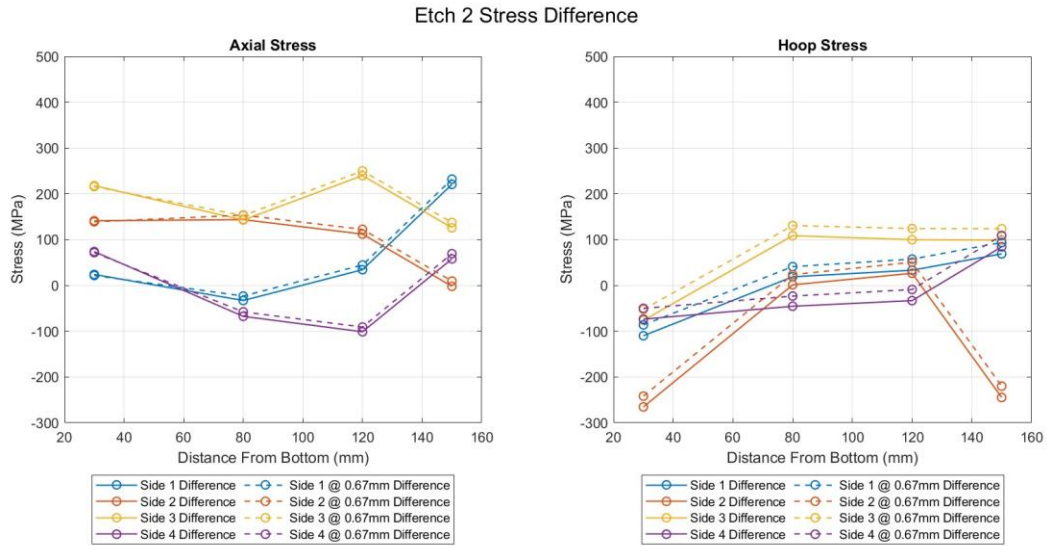 Etch 2 Stress Difference
Axial Stress
500
400
300
200
100
0
-100
-200
-300
Stress (MPa)
20 40 60 80 100 120 140 160
Distance From Bottom (mm)
Side 1 Difference Side 1 @ 0.67mm Difference
Side 2 Difference Side 2 @ 0.67mm Difference
Side 3 Difference Side 3 @ 0.67mm Difference
Side 4 Difference Side 4 @ 0.67mm Difference
Hoop Stress
500
400
300
200
100
0
-100
-200
-300
Stress (MPa)
20 40 60 80 100 120 140 160
Distance From Bottom (mm)
Side 1 Difference Side 1 @ 0.67mm Difference
Side 2 Difference Side 2 @ 0.67mm Difference
Side 3 Difference Side 3 @ 0.67mm Difference
Side 4 Difference Side 4 @ 0.67mm Difference